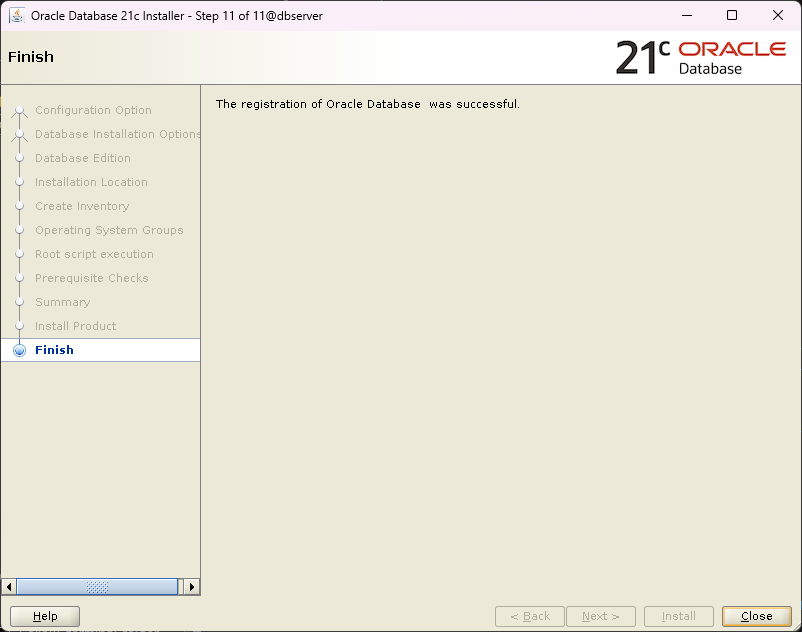 Oracle Database 21c Installer - Step 11 of 11@dbserver
Finish
21c ORACLE
Database
Configuration Option
Database Installation Options
Database Edition
Installation Location
Create Inventory
Operating System Groups
Root script execution
Prerequisite Checks
Summary
Install Product
Finish
The registration of Oracle Database  was successful.
Help
< Back
Next >
Install
Close